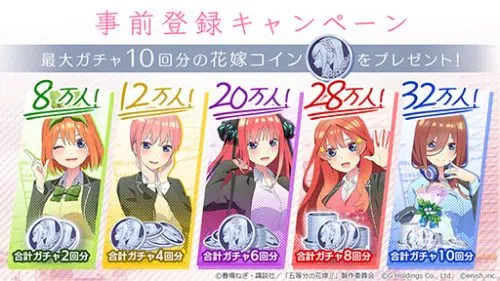 事前登録キャンペーン
最大ガチャ10回分の花嫁コインをプレゼント!
8万人!
12万人!
20万人!
28万人!
32万人!
合計ガチャ2回分
合計ガチャ4回分
合計ガチャ6回分
合計ガチャ8回分
合計ガチャ10回分
©春場ねぎ・講談社/「五等分の花嫁∬」製作委員会 ©G Holdings Co., Ltd. ©enish,inc.